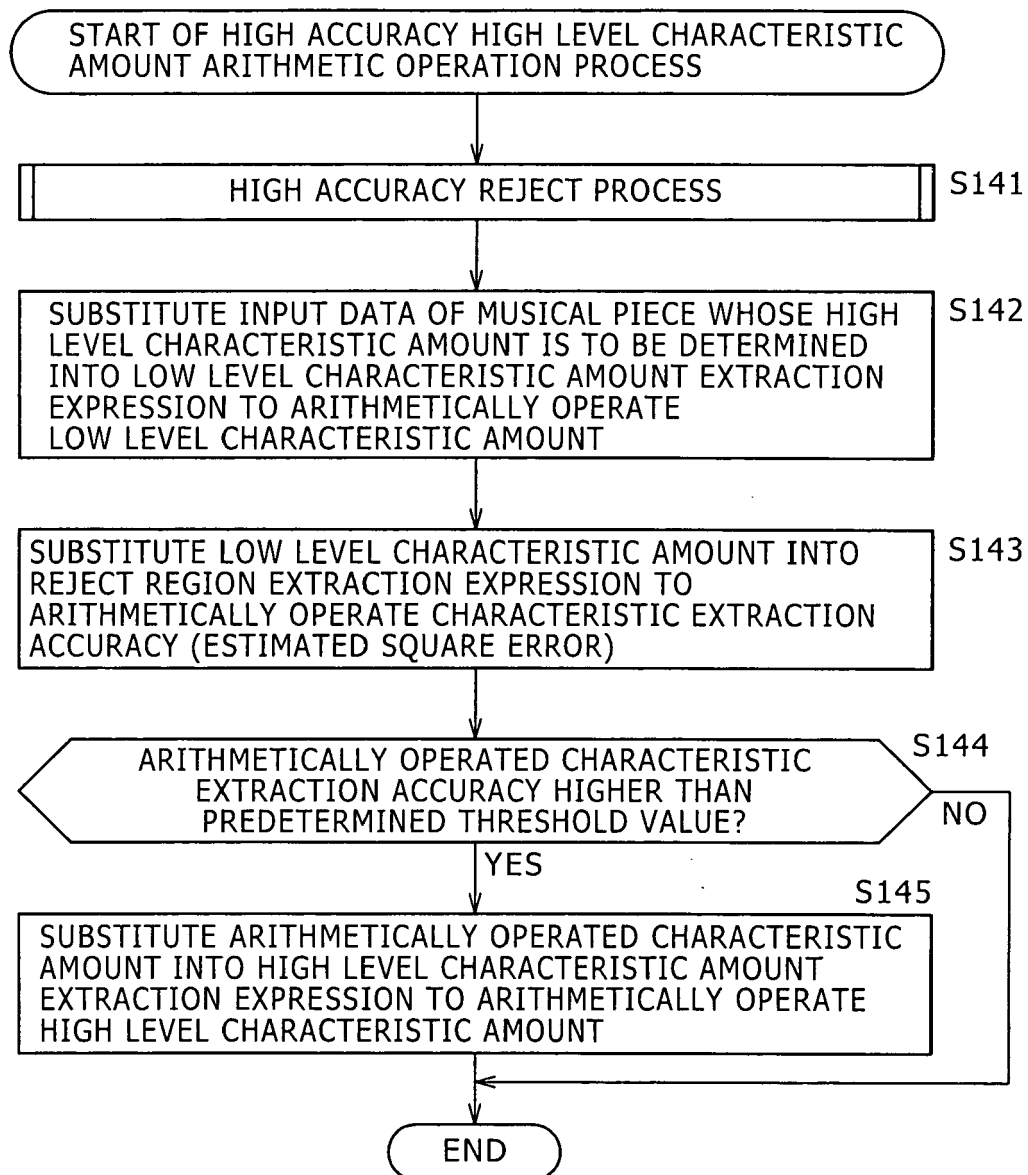 START OF HIGH ACCURACY HIGH LEVEL CHARACTERISTIC
AMOUNT ARITHMETIC OPERATION PROCESS
HIGH ACCURACY REJECT PROCESS
S141
SUBSTITUTE INPUT DATA OF MUSICAL PIECE WHOSE HIGH
LEVEL CHARACTERISTIC AMOUNT IS TO BE DETERMINED
INTO LOW LEVEL CHARACTERISTIC AMOUNT EXTRACTION
EXPRESSION TO ARITHMETICALLY OPERATE
LOW LEVEL CHARACTERISTIC AMOUNT
S142
SUBSTITUTE LOW LEVEL CHARACTERISTIC AMOUNT INTO
REJECT REGION EXTRACTION EXPRESSION TO
ARITHMETICALLY OPERATE CHARACTERISTIC EXTRACTION
ACCURACY (ESTIMATED SQUARE ERROR)
S143
ARITHMETICALLY OPERATED CHARACTERISTIC
EXTRACTION ACCURACY HIGHER THAN
PREDETERMINED THRESHOLD VALUE?
S144
NO
YES
S145
SUBSTITUTE ARITHMETICALLY OPERATED CHARACTERISTIC
AMOUNT INTO HIGH LEVEL CHARACTERISTIC AMOUNT
EXTRACTION EXPRESSION TO ARITHMETICALLY OPERATE
HIGH LEVEL CHARACTERISTIC AMOUNT
END